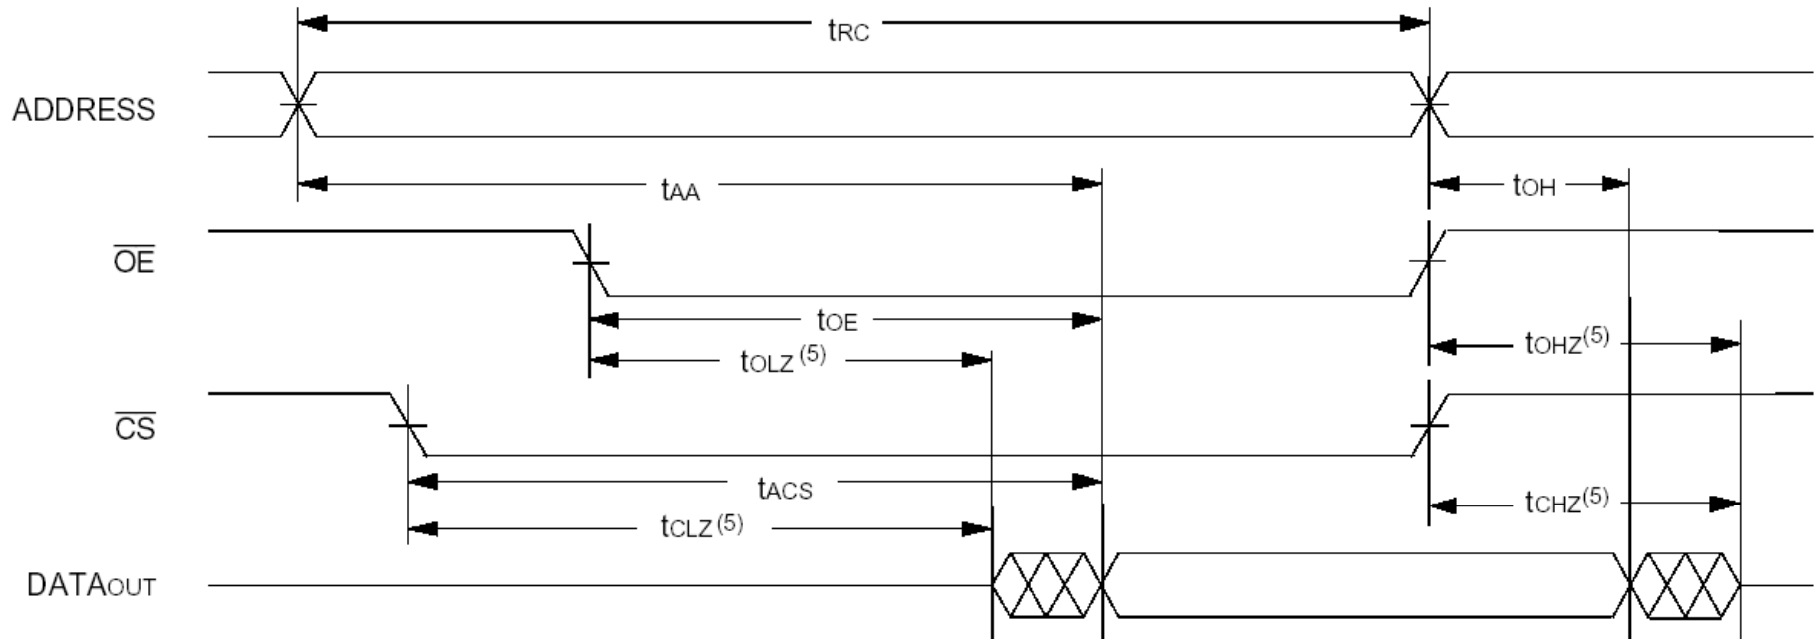 tRC
ADDRESS
tAA
tOH
OE
tOE
tOLZ(5)
tOHZ(5)
CS
tACS
tCLZ(5)
tCHZ(5)
DATAOUT